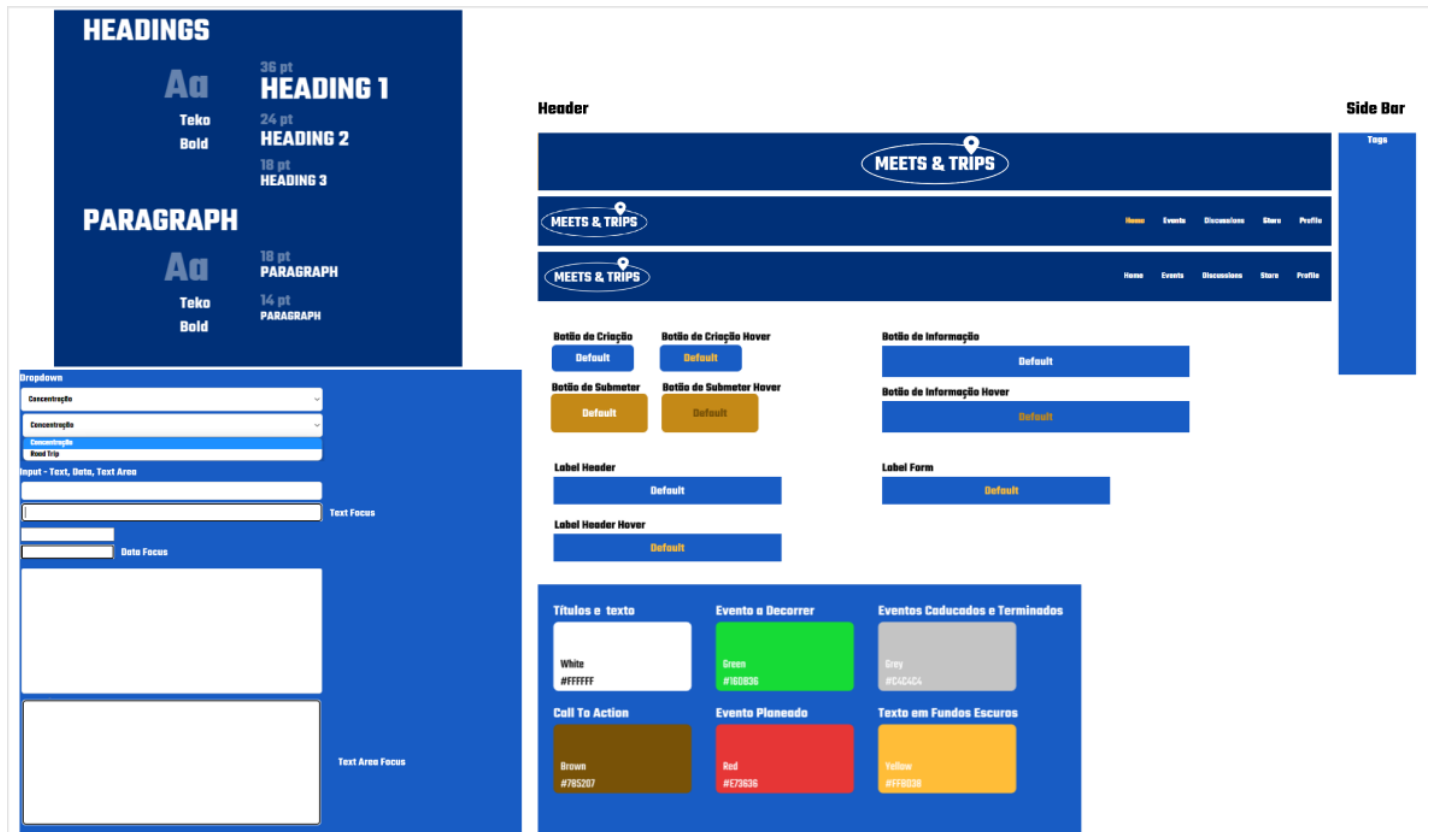 HEADINGS
Aa
Teko
Bold
36 pt
HEADING 1
24 pt
HEADING 2
18 pt
HEADING 3
PARAGRAPH
Aa
Teko
Bold
18 pt
PARAGRAPH
14 pt
PARAGRAPH
Dropdown
Concentração
Concentração
Concentração
Road Trip
Input - Text, Data, Text Area
Text Focus
Data Focus
Text Area Focus
Header
MEETS & TRIPS
MEETS & TRIPS
Home Events Discussions Store Profile
MEETS & TRIPS
Home Events Discussions Store Profile
Side Bar
Tags
Botão de Criação
Default
Botão de Criação Hover
Default
Botão de Submeter
Default
Botão de Submeter Hover
Default
Botão de Informação
Default
Botão de Informação Hover
Default
Label Header
Default
Label Form
Default
Label Header Hover
Default
Títulos e texto
White
#FFFFFF
Evento a Decorrer
Green
#16DB36
Eventos Caducados e Terminados
Grey
#C4C4C4
Call To Action
Brown
#785207
Evento Planeado
Red
#E73636
Texto em Fundos Escuros
Yellow
#FFBD38